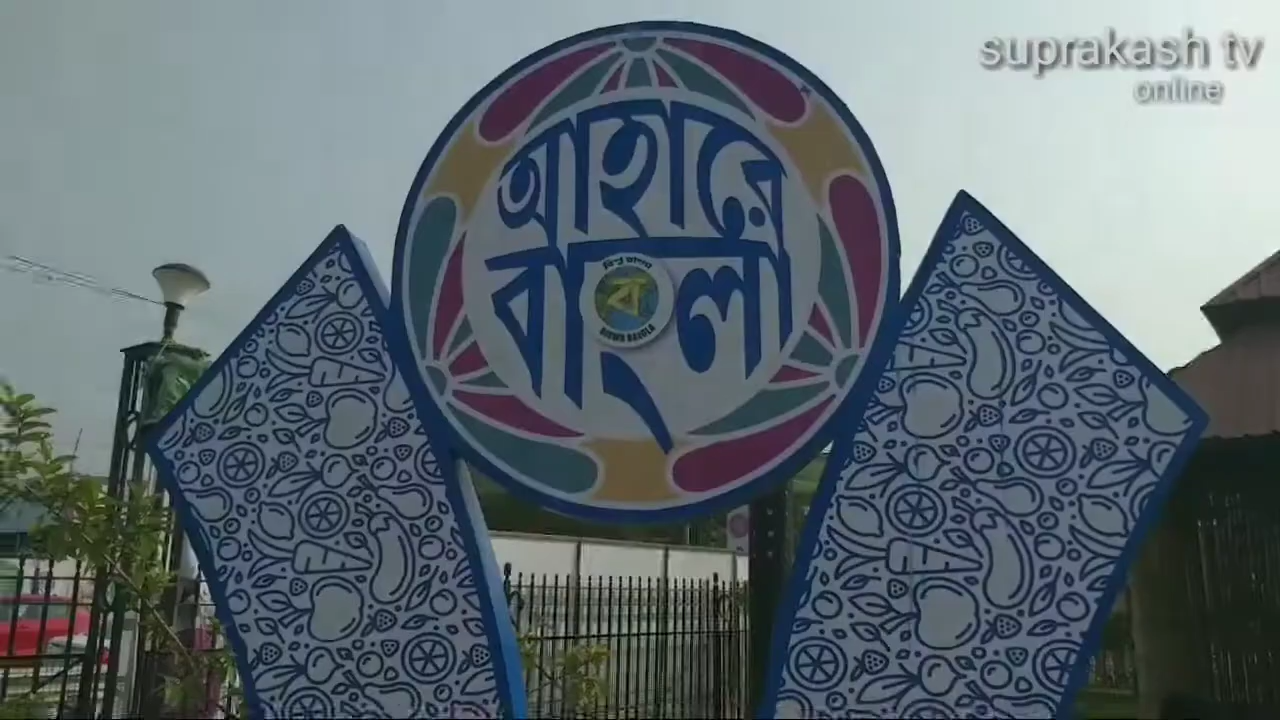 suprakash tv
online
আহারে
বাংলা
বিশ্ব বাংলা
ব
BISWA BANGLA